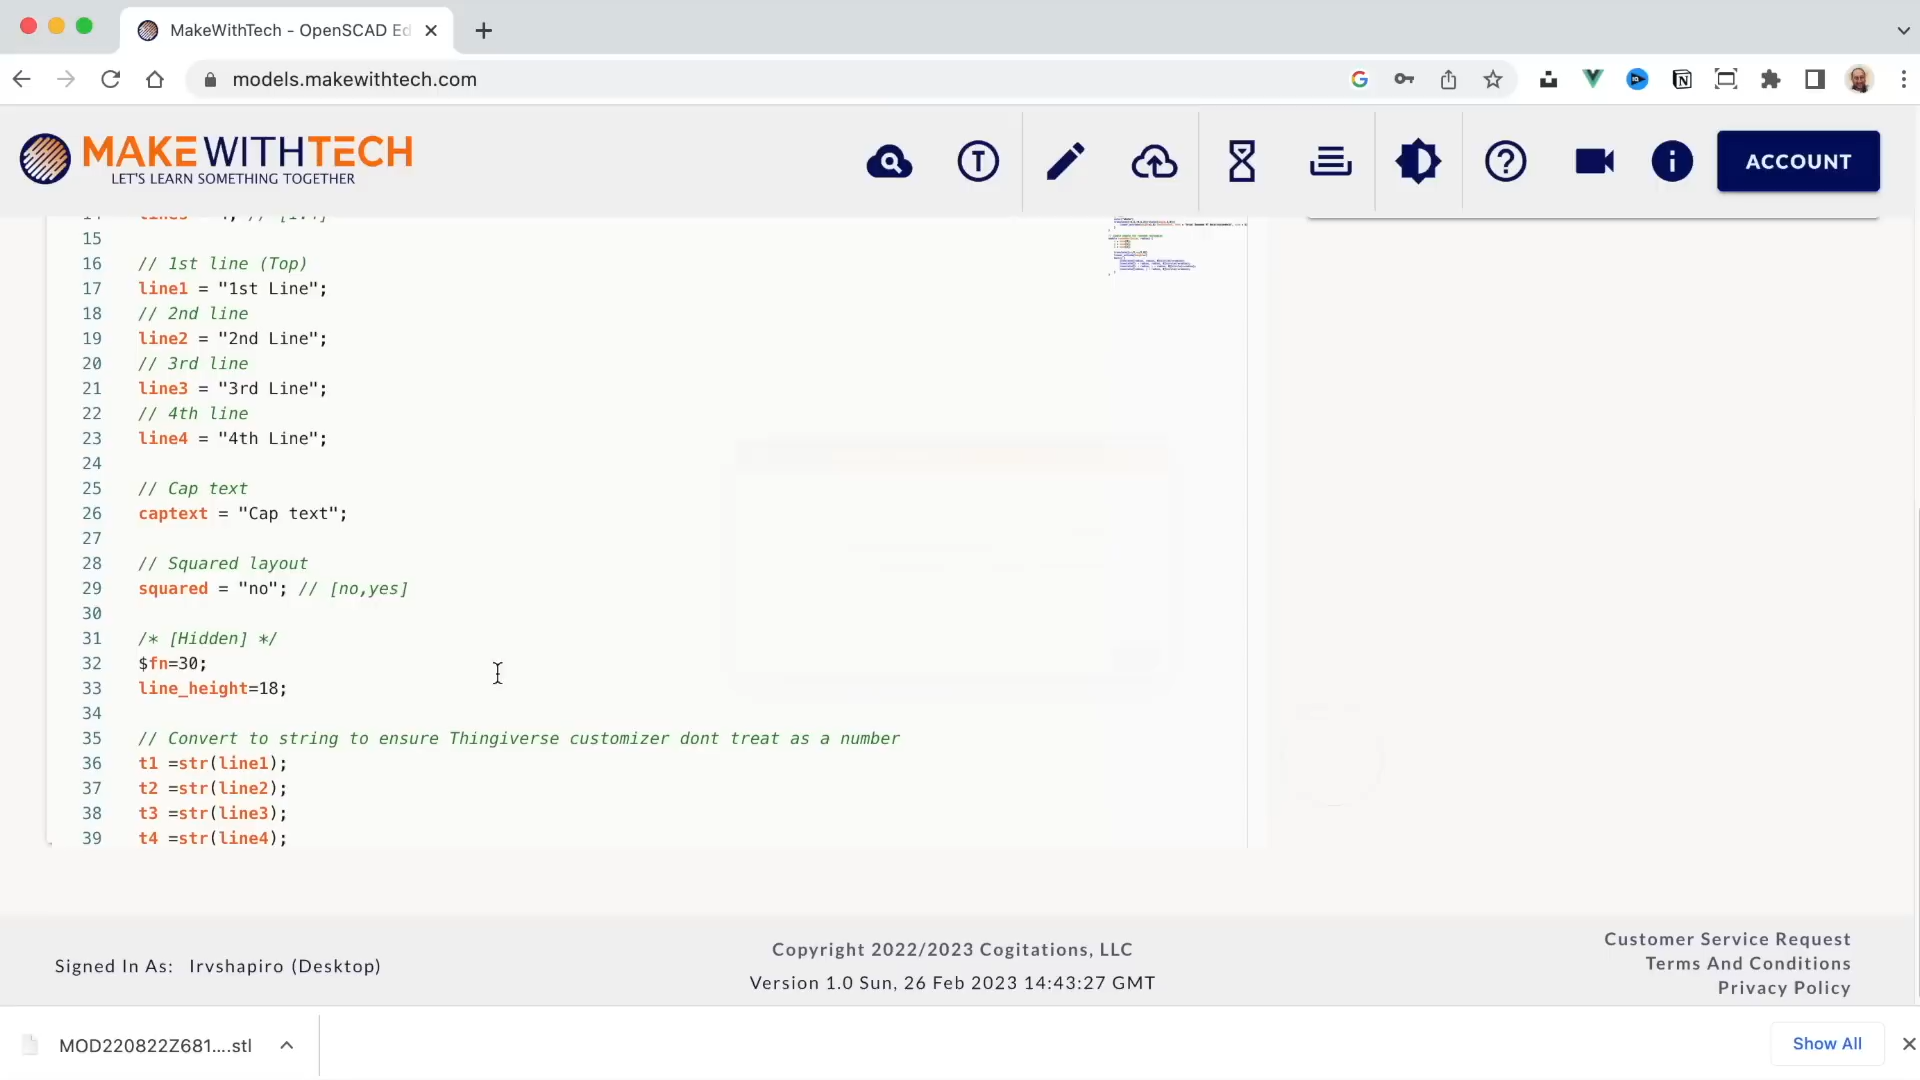 MakeWithTech - OpenSCAD Ed
models.makewithtech.com
MAKEWITHTECH
LET'S LEARN SOMETHING TOGETHER
T
ACCOUNT
15
16 // 1st line (Top)
17 line1 = "1st Line";
18 // 2nd line
19 line2 = "2nd Line";
20 // 3rd line
21 line3 = "3rd Line";
22 // 4th line
23 line4 = "4th Line";
24
25 // Cap text
26 captext = "Cap text";
27
28 // Squared layout
29 squared = "no"; // [no,yes]
30
31 /* [Hidden] */
32 $fn=30;
33 line_height=18;
34
35 // Convert to string to ensure Thingiverse customizer dont treat as a number
36 t1 =str(line1);
37 t2 =str(line2);
38 t3 =str(line3);
39 t4 =str(line4);
Signed In As: Irvshapiro (Desktop)
Copyright 2022/2023 Cogitations, LLC
Version 1.0 Sun, 26 Feb 2023 14:43:27 GMT
Customer Service Request
Terms And Conditions
Privacy Policy
MOD220822Z681....stl
Show All